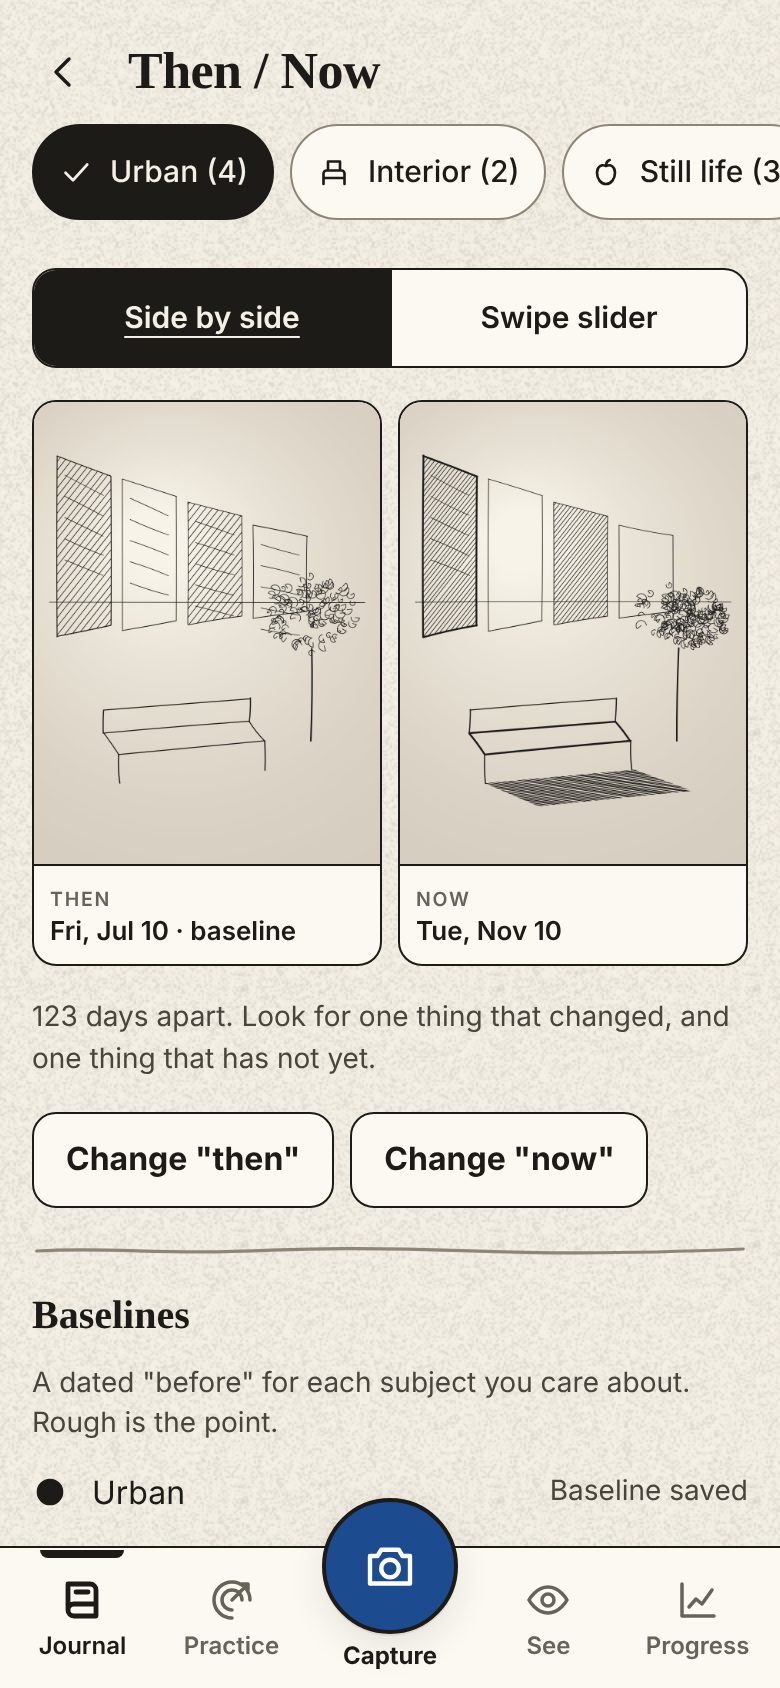 Then / Now
Urban (4)
Interior (2)
Still life (3
Side by side
Swipe slider
THEN
Fri, Jul 10 · baseline
NOW
Tue, Nov 10
123 days apart. Look for one thing that changed, and
one thing that has not yet.
Change "then"
Change "now"
Baselines
A dated "before" for each subject you care about.
Rough is the point.
Urban
Baseline saved
Journal
Practice
Capture
See
Progress